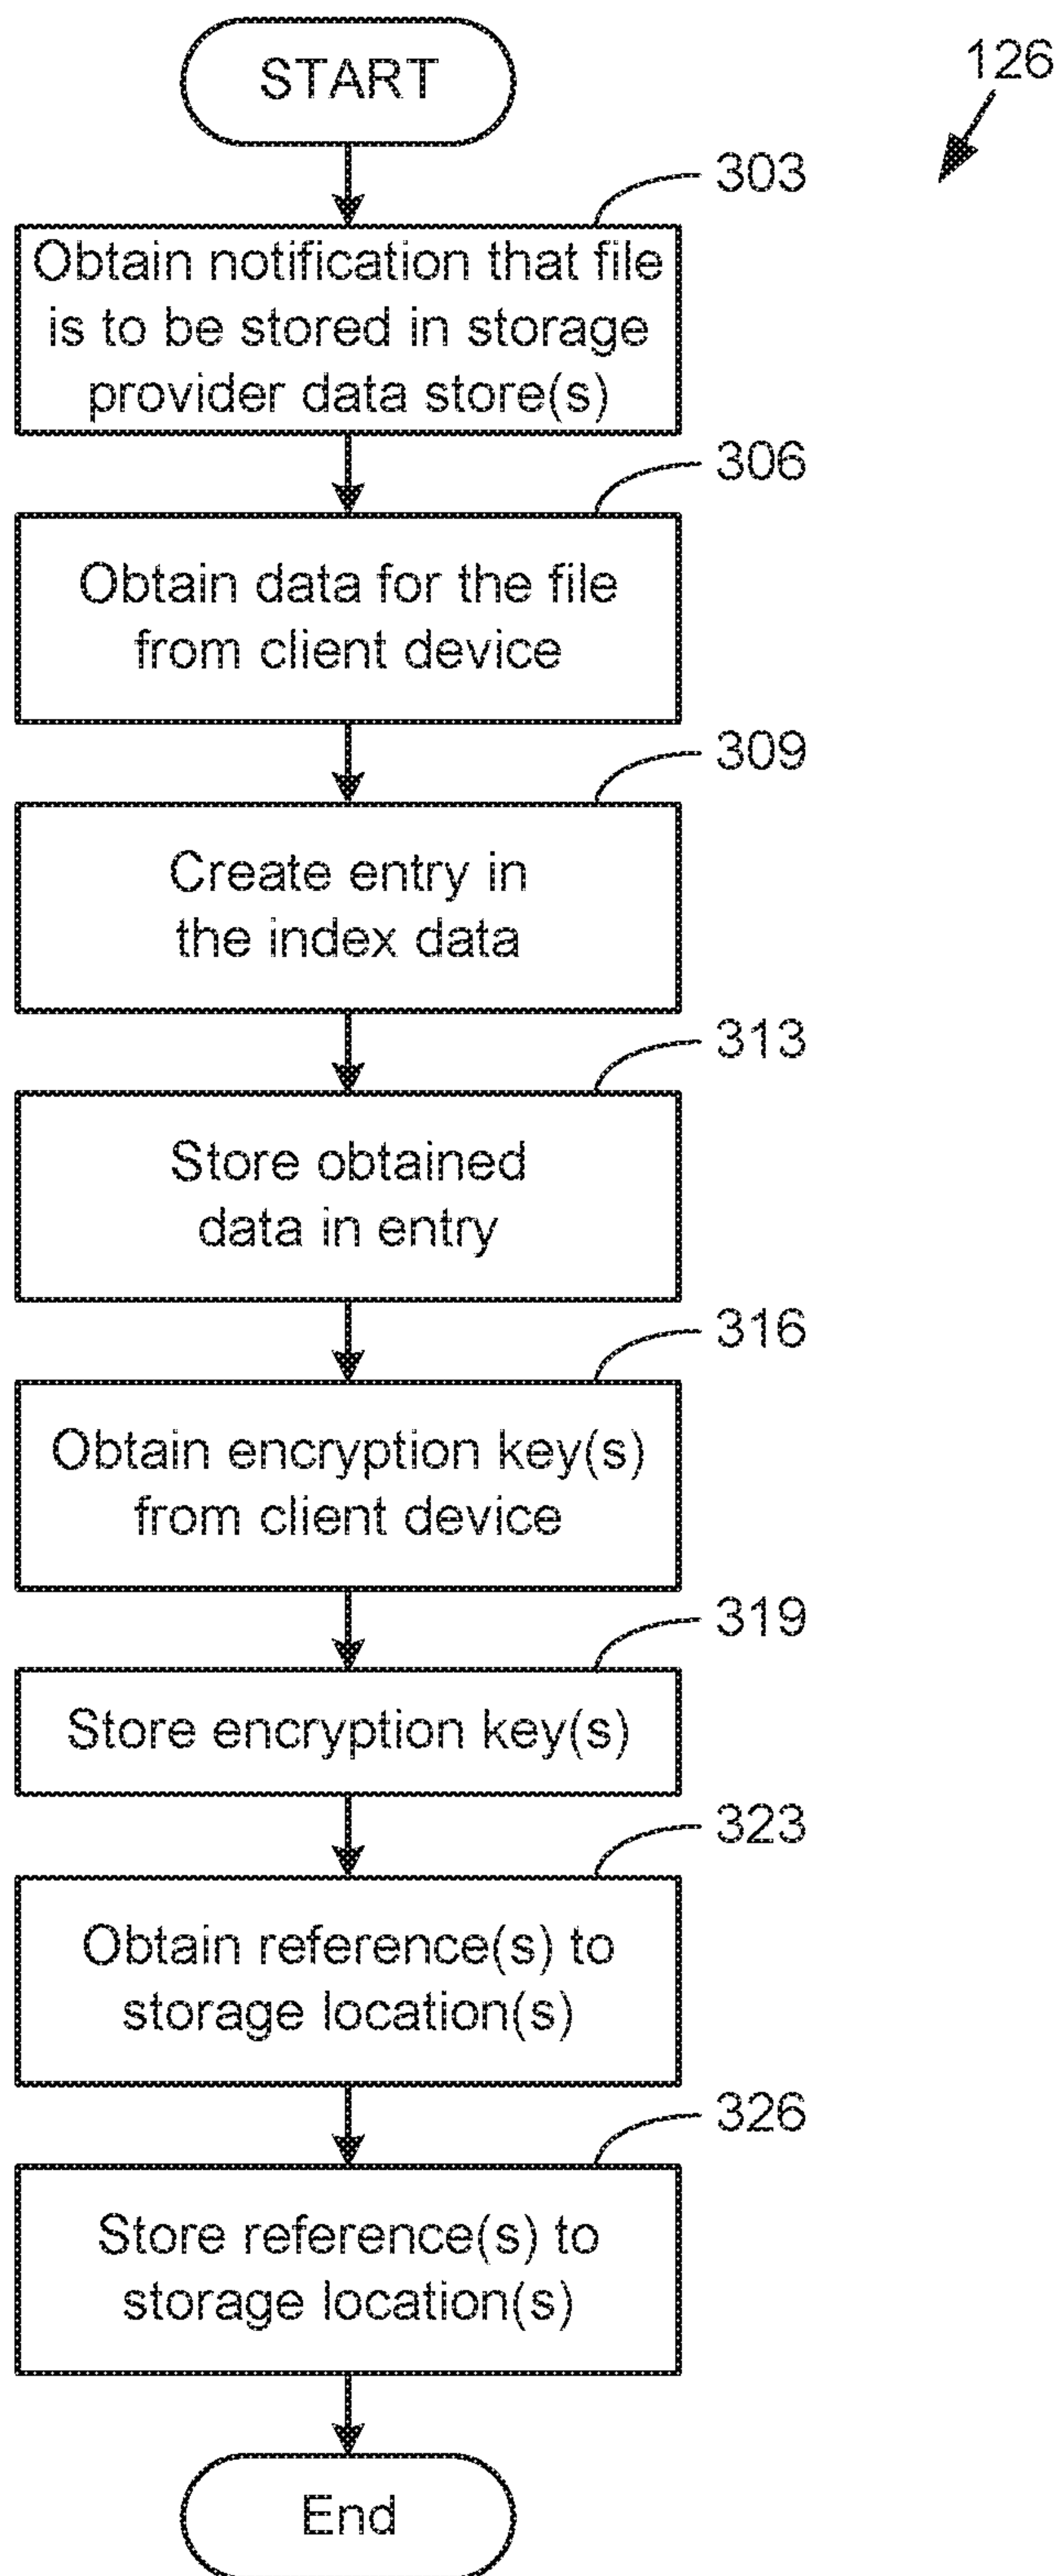 START
126
303
Obtain notification that file
is to be stored in storage
provider data store(s)
306
Obtain data for the file
from client device
309
Create entry in
the index data
313
Store obtained
data in entry
316
Obtain encryption key(s)
from client device
319
Store encryption key(s)
323
Obtain reference(s) to
storage location(s)
326
Store reference(s) to
storage location(s)
End